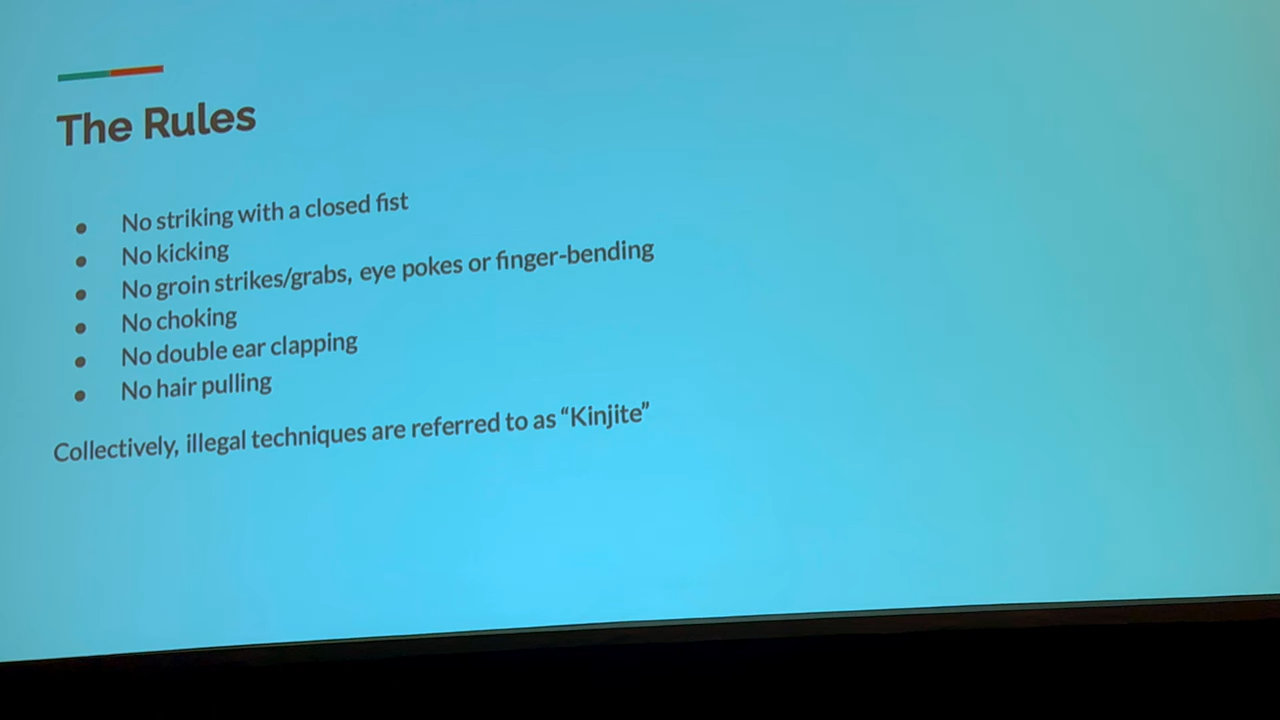 The Rules
No striking with a closed fist
No kicking
No groin strikes/grabs, eye pokes or finger-bending
No choking
No double ear clapping
No hair pulling
Collectively, illegal techniques are referred to as “Kinjite”